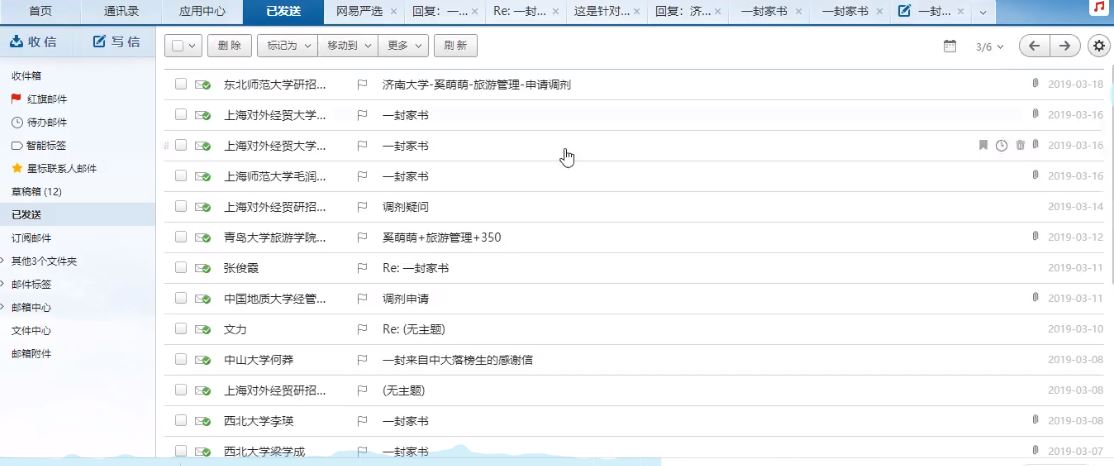 首页 通讯录 应用中心 已发送 网易严选 × 回复：一... × Re: 一封... × 这是针对... × 回复：济... × 一封家书 × 一封家书 × 一封... ×
收信 写信 删除 标记为 移动到 更多 刷新 3/6
收件箱
红旗邮件
待办邮件
智能标签
星标联系人邮件
草稿箱 (12)
已发送
订阅邮件
其他3个文件夹
邮件标签
邮箱中心
文件中心
邮箱附件
东北师范大学研招... 济南大学-奚萌萌-旅游管理-申请调剂 2019-03-18
上海对外经贸大学... 一封家书 2019-03-16
上海对外经贸大学... 一封家书 2019-03-16
上海师范大学毛润... 一封家书 2019-03-16
上海对外经贸研招... 调剂疑问 2019-03-14
青岛大学旅游学院... 奚萌萌+旅游管理+350 2019-03-12
张俊霞 Re: 一封家书 2019-03-11
中国地质大学经管... 调剂申请 2019-03-11
文力 Re: (无主题) 2019-03-10
中山大学何莽 一封来自中大落榜生的感谢信 2019-03-08
上海对外经贸研招... (无主题) 2019-03-08
西北大学李瑛 一封家书 2019-03-08
西北大学梁学成 一封家书 2019-03-07